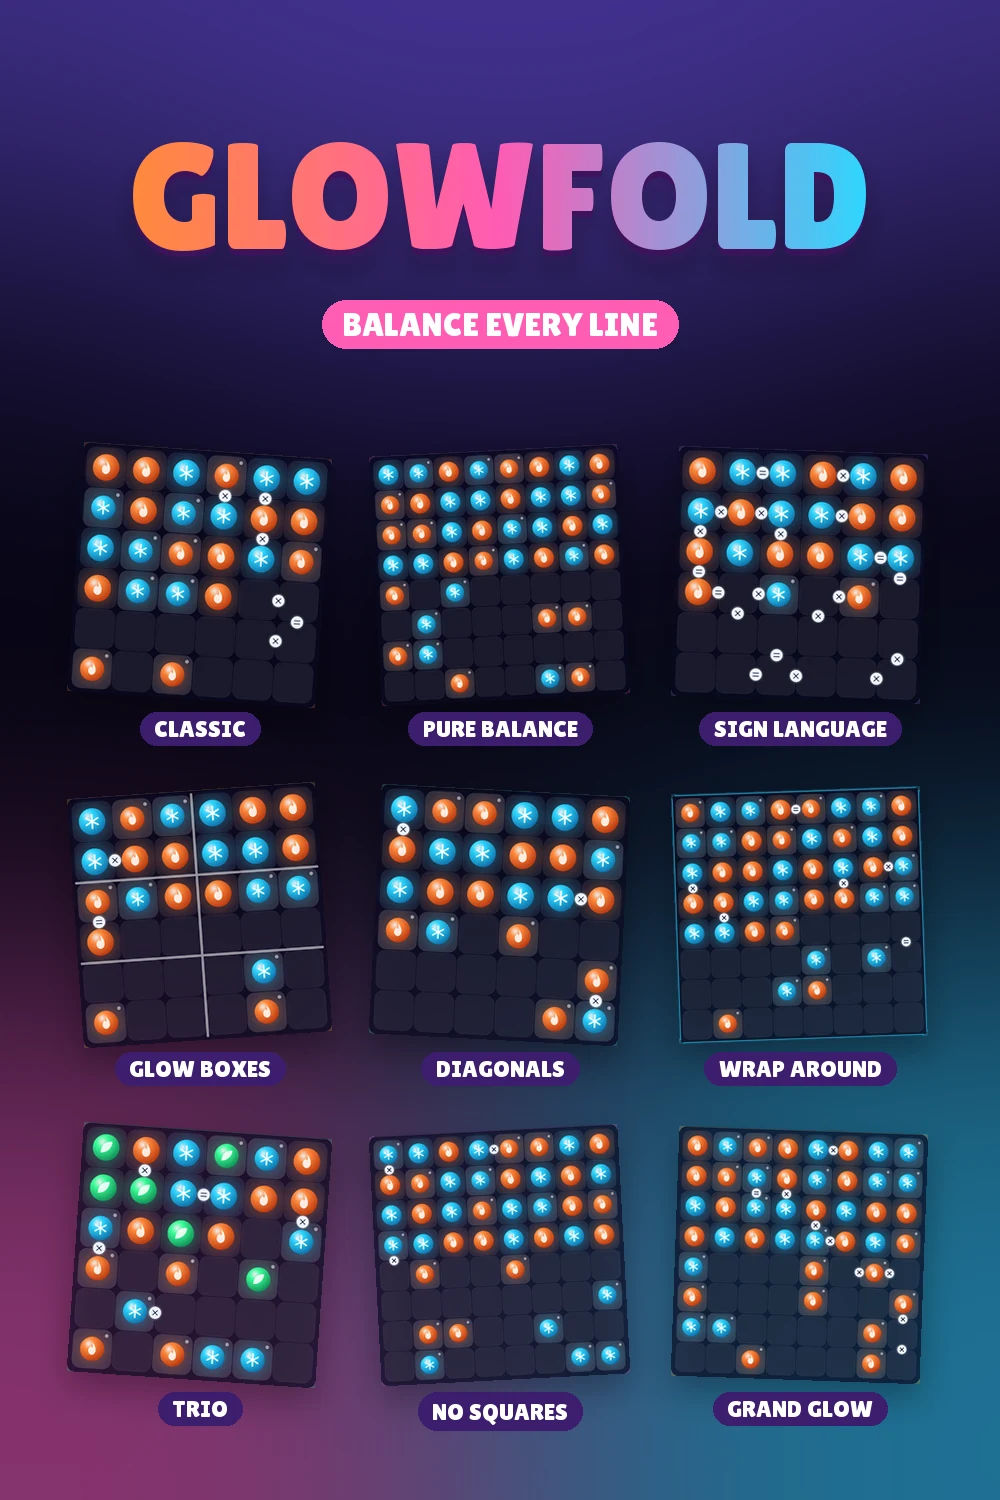 GLOWFOLD
BALANCE EVERY LINE
CLASSIC
PURE BALANCE
SIGN LANGUAGE
GLOW BOXES
DIAGONALS
WRAP AROUND
TRIO
NO SQUARES
GRAND GLOW